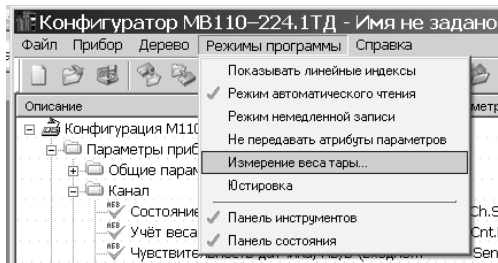 Конфигуратор МВ110-224.1ТД - Имя не задано
Файл Прибор Дерево Режимы программы Справка
Показывать линейные индексы
Режим автоматического чтения
Режим немедленной записи
Не передавать атрибуты параметров
Измерение веса тары...
Юстировка
Панель инструментов
Панель состояния
Описание
Конфигурация М110
Параметры приб
Общие парам
Канал
Состояние
Ch.S
Учёт веса
Cnt.
Чувствительность
Sen